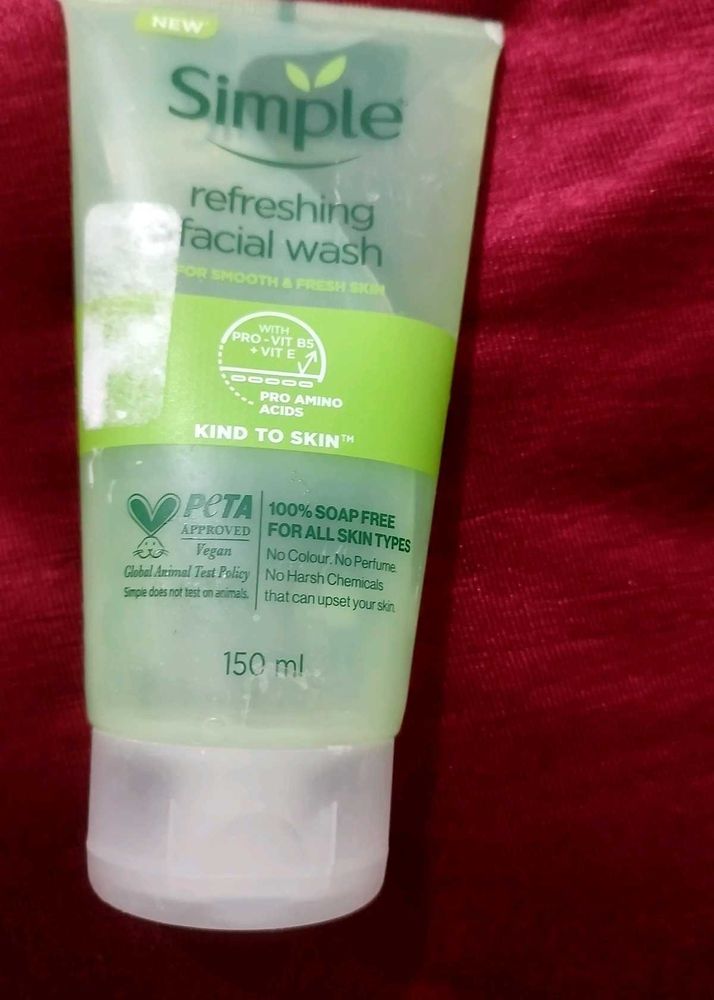 NEW
Simple
refreshing
facial wash
FOR SMOOTH & FRESH SKIN
WITH
PRO-VIT B5
+ VIT E
PRO AMINO
ACIDS
KIND TO SKIN™
PETA
APPROVED
Vegan
Global Animal Test Policy
Simple does not test on animals.
100% SOAP FREE
FOR ALL SKIN TYPES
No Colour. No Perfume.
No Harsh Chemicals
that can upset your skin.
150 ml